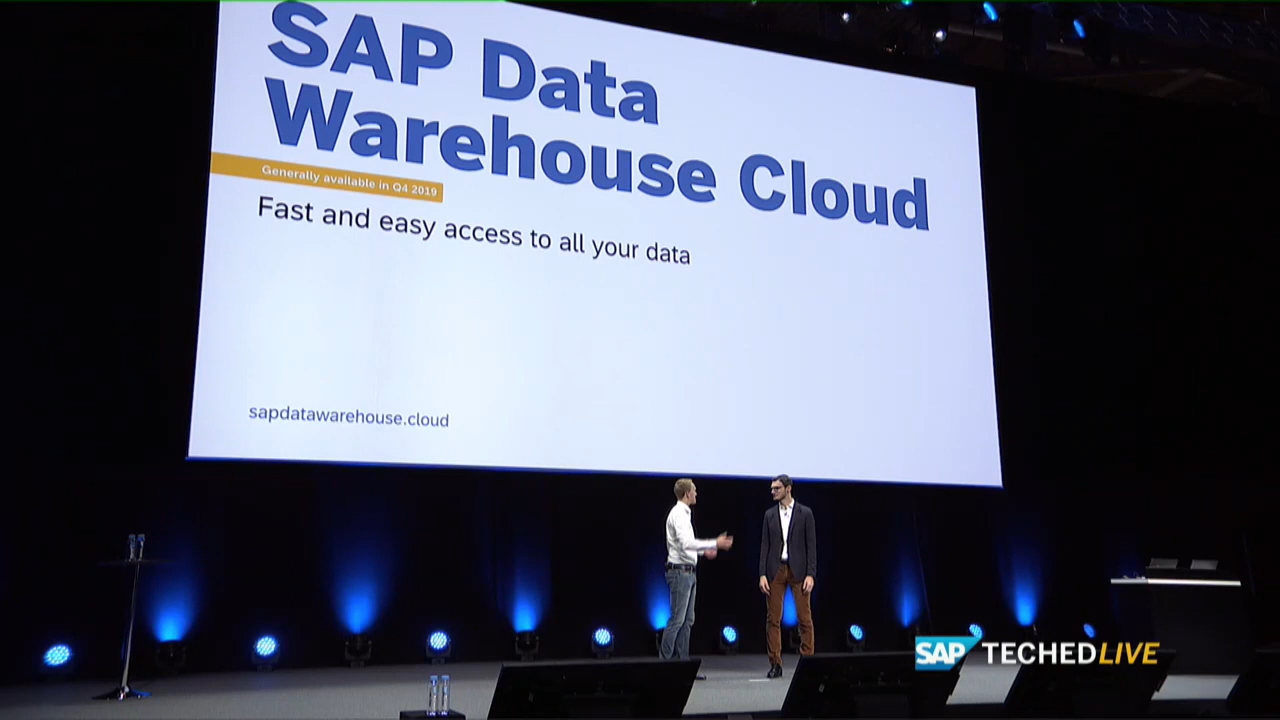 SAP Data
Warehouse Cloud
Generally available in Q4 2019
Fast and easy access to all your data
sapdatawarehouse.cloud
SAP TECHEDLIVE